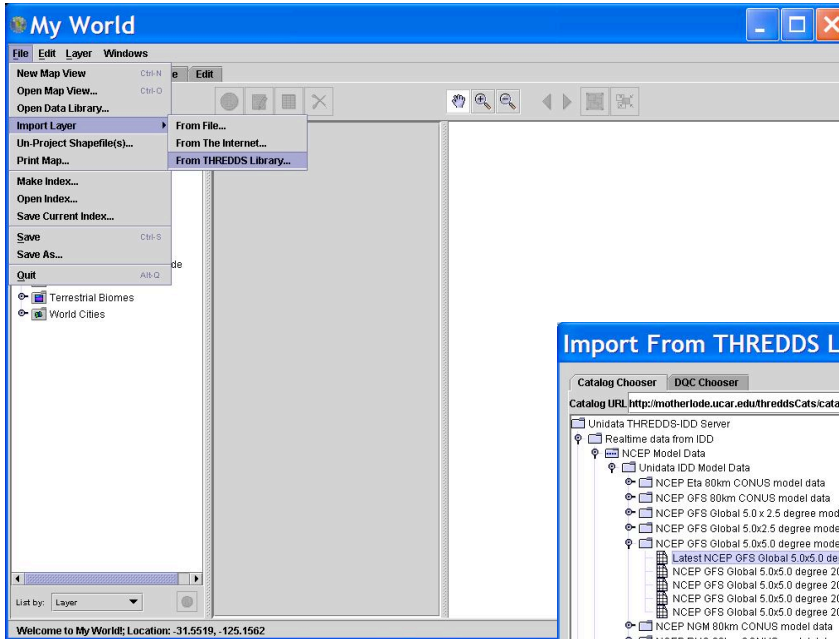 My World
File Edit Layer Windows
New Map View Ctrl-N
Open Map View... Ctrl-O
Open Data Library...
Import Layer
Un-Project Shapefile(s)...
Print Map...
Make Index...
Open Index...
Save Current Index...
Save Ctrl-S
Save As...
Quit Alt-Q
e Edit
From File...
From The Internet...
From THREDDS Library...
de
Terrestrial Biomes
World Cities
List by: Layer
Welcome to My World!; Location: -31.5519, -125.1562
Import From THREDDS L
Catalog Chooser DQC Chooser
Catalog URL http://motherlode.ucar.edu/threddsCats/cata
Unidata THREDDS-IDD Server
Realtime data from IDD
NCEP Model Data
Unidata IDD Model Data
NCEP Eta 80km CONUS model data
NCEP GFS 80km CONUS model data
NCEP GFS Global 5.0 x 2.5 degree mod
NCEP GFS Global 5.0x2.5 degree mode
NCEP GFS Global 5.0x5.0 degree mode
Latest NCEP GFS Global 5.0x5.0 de
NCEP GFS Global 5.0x5.0 degree 20
NCEP GFS Global 5.0x5.0 degree 20
NCEP GFS Global 5.0x5.0 degree 20
NCEP GFS Global 5.0x5.0 degree 20
NCEP NGM 80km CONUS model data